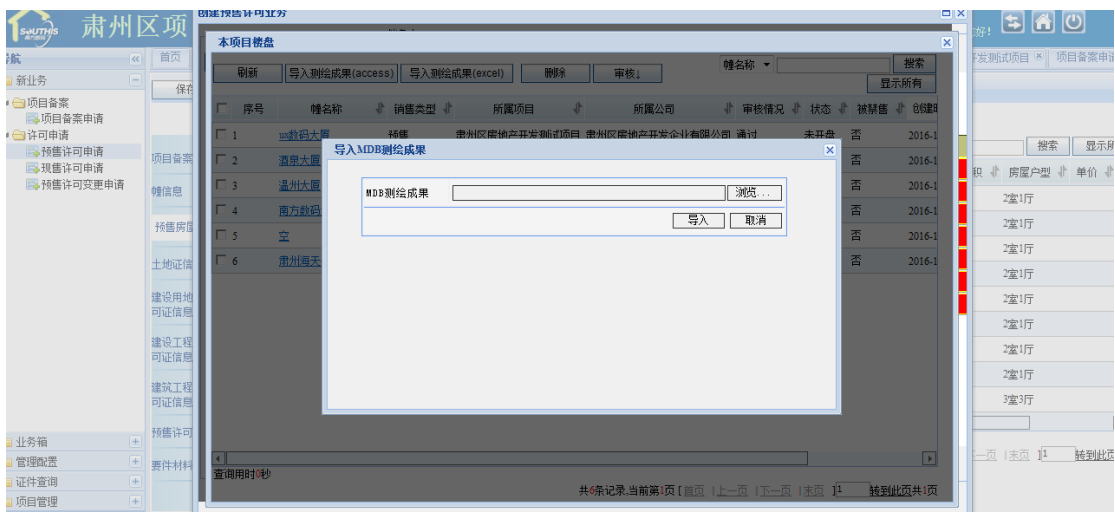 SOUTHIS
肃州区项
好!
创建预售许可业务
本项目楼盘
首页
项目备案申请
新业务
项目备案
项目备案申请
许可申请
预售许可申请
现售许可申请
预售许可变更申请
业务箱
管理配置
证件查询
项目管理
项目备案
幢信息
土地证信
建设用地
可证信息
建设工程
可证信息
建筑工程
可证信息
预售许可
要件材料
刷新 导入测绘成果(access) 导入测绘成果(excel) 删除 审核↓ 幢名称 搜索
显示所有
序号 幢名称 销售类型 所属项目 所属公司 审核情况 状态 被禁售
1 数码大厦 预售 肃州区房地产开发测试项目 肃州区房地产开发企业有限公司 通过 未开盘 否 2016-1
2 酒泉大厦 否 2016-1
3 温州大厦 否 2016-1
4 南方数码 否 2016-1
5 空 否 2016-1
6 肃州海天 否 2016-1
导入MDB测绘成果
MDB测绘成果 浏览...
导入 取消
查询用时0秒
共6条记录,当前第1页 [首页 |上一页 |下一页 |末页 ]1 转到此页共1页
搜索
积 房屋户型 单价
2室1厅
2室1厅
2室1厅
2室1厅
2室1厅
2室1厅
2室1厅
2室1厅
3室3厅
一页 |末页 ]1 转到此页